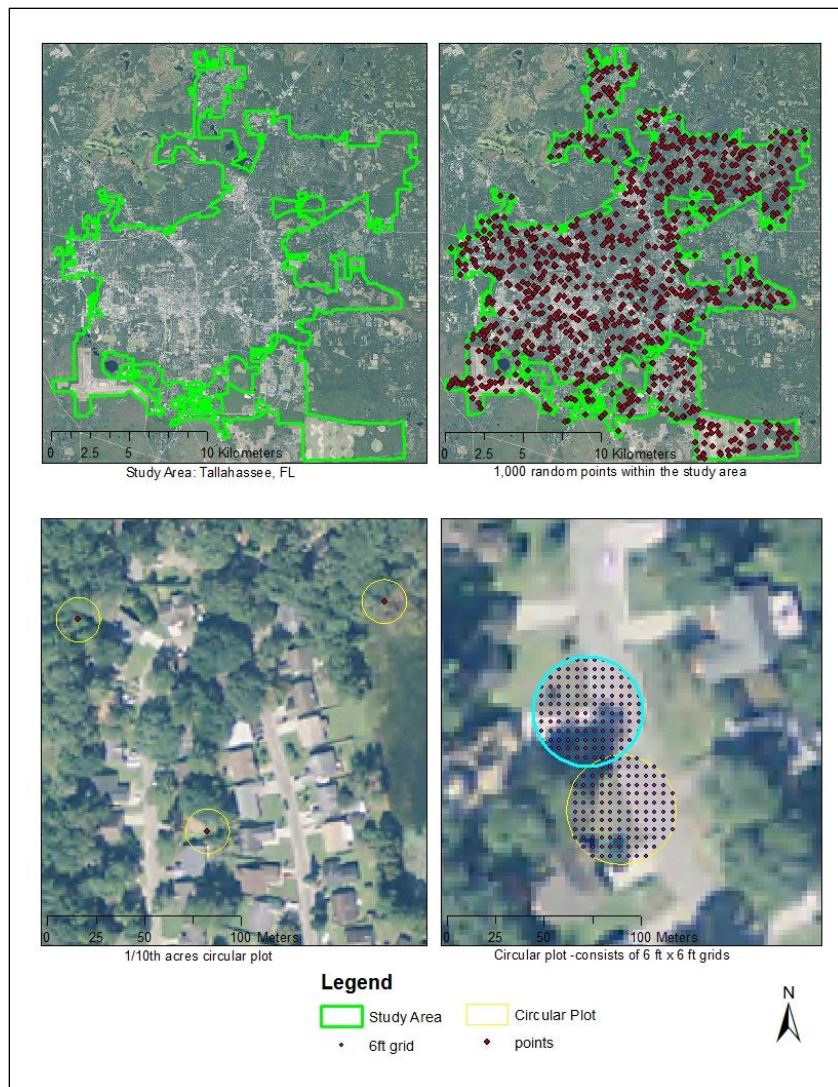 0 2.5 5 10 Kilometers
Study Area: Tallahassee, FL
0 2.5 5 10 Kilometers
1,000 random points within the study area
0 25 50 100 Meters
1/10th acres circular plot
0 50 100 Meters
Circular plot -consists of 6 ft x 6 ft grids
Legend
Study Area
Circular Plot
6ft grid
points
N